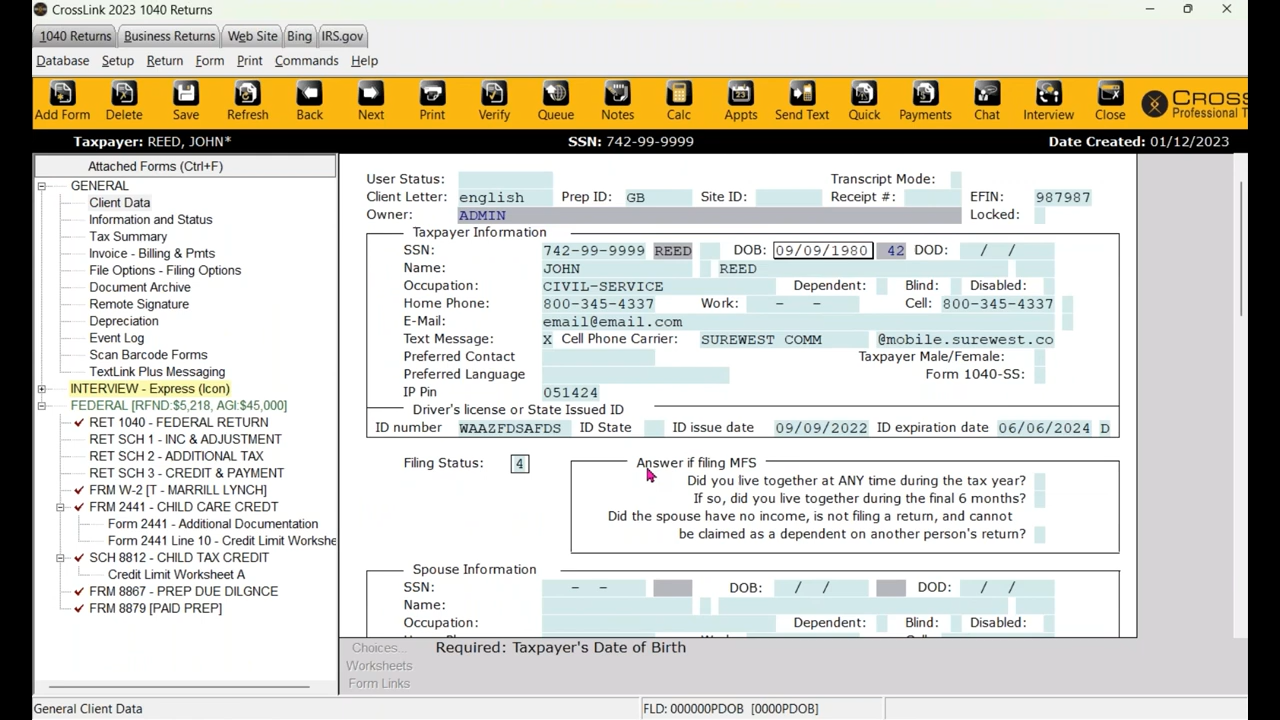 CrossLink 2023 1040 Returns
1040 Returns Business Returns Web Site Bing IRS.gov
Database Setup Return Form Print Commands Help
Add Form Delete Save Refresh Back Next Print Verify Queue Notes Calc Appts Send Text Quick Payments Chat Interview Close
CROSS
Professional T
Taxpayer: REED, JOHN* SSN: 742-99-9999 Date Created: 01/12/2023
Attached Forms (Ctrl+F)
GENERAL
Client Data
Information and Status
Tax Summary
Invoice - Billing & Pmts
File Options - Filing Options
Document Archive
Remote Signature
Depreciation
Event Log
Scan Barcode Forms
TextLink Plus Messaging
INTERVIEW - Express (Icon)
FEDERAL [RFND:$5,218, AGI:$45,000]
RET 1040 - FEDERAL RETURN
RET SCH 1 - INC & ADJUSTMENT
RET SCH 2 - ADDITIONAL TAX
RET SCH 3 - CREDIT & PAYMENT
FRM W-2 [T - MARRILL LYNCH]
FRM 2441 - CHILD CARE CREDT
Form 2441 - Additional Documentation
Form 2441 Line 10 - Credit Limit Workshe
SCH 8812 - CHILD TAX CREDIT
Credit Limit Worksheet A
FRM 8867 - PREP DUE DILGNCE
FRM 8879 [PAID PREP]
User Status: Transcript Mode:
Client Letter: english Prep ID: GB Site ID: Receipt #: EFIN: 987987
Owner: ADMIN Locked:
Taxpayer Information
SSN: 742-99-9999 REED DOB: 09/09/1980 42 DOD: / /
Name: JOHN REED
Occupation: CIVIL-SERVICE Dependent: Blind: Disabled:
Home Phone: 800-345-4337 Work: - - Cell: 800-345-4337
E-Mail: email@email.com
Text Message: X Cell Phone Carrier: SUREWEST COMM @mobile.surewest.co
Preferred Contact Taxpayer Male/Female:
Preferred Language Form 1040-SS:
IP Pin 051424
Driver's license or State Issued ID
ID number WAAZFDSAFDS ID State ID issue date 09/09/2022 ID expiration date 06/06/2024 D
Filing Status: 4 Answer if filing MFS
Did you live together at ANY time during the tax year?
If so, did you live together during the final 6 months?
Did the spouse have no income, is not filing a return, and cannot
be claimed as a dependent on another person's return?
Spouse Information
SSN: - - DOB: / / DOD: / /
Name:
Occupation: Dependent: Blind: Disabled:
Choices... Required: Taxpayer's Date of Birth
Worksheets
Form Links
General Client Data FLD: 000000PDOB [0000PDOB]